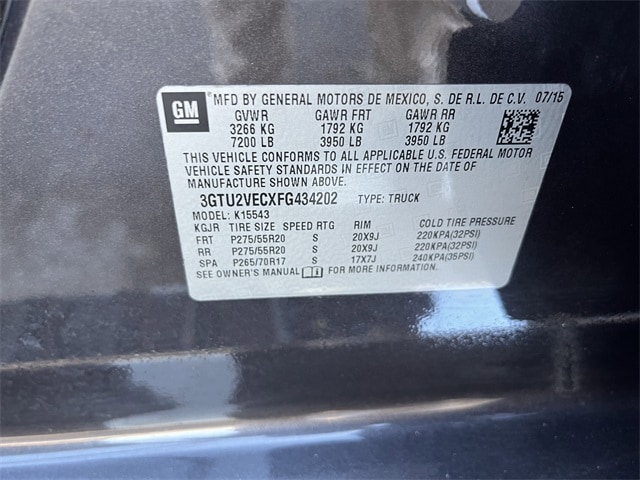 GM MFD BY GENERAL MOTORS DE MEXICO, S. DE R.L. DE C.V. 07/15
GVWR GAWR FRT GAWR RR
3266 KG 1792 KG 1792 KG
7200 LB 3950 LB 3950 LB
THIS VEHICLE CONFORMS TO ALL APPLICABLE U.S. FEDERAL MOTOR
VEHICLE SAFETY STANDARDS IN EFFECT ON THE DATE OF
MANUFACTURE SHOWN ABOVE.
3GTU2VECXFG434202 TYPE: TRUCK
MODEL: K15543
KGJR TIRE SIZE SPEED RTG RIM COLD TIRE PRESSURE
FRT P275/55R20 S 20X9J 220KPA(32PSI)
RR P275/55R20 S 20X9J 220KPA(32PSI)
SPA P265/70R17 S 17X7J 240KPA(35PSI)
SEE OWNER'S MANUAL FOR MORE INFORMATION.